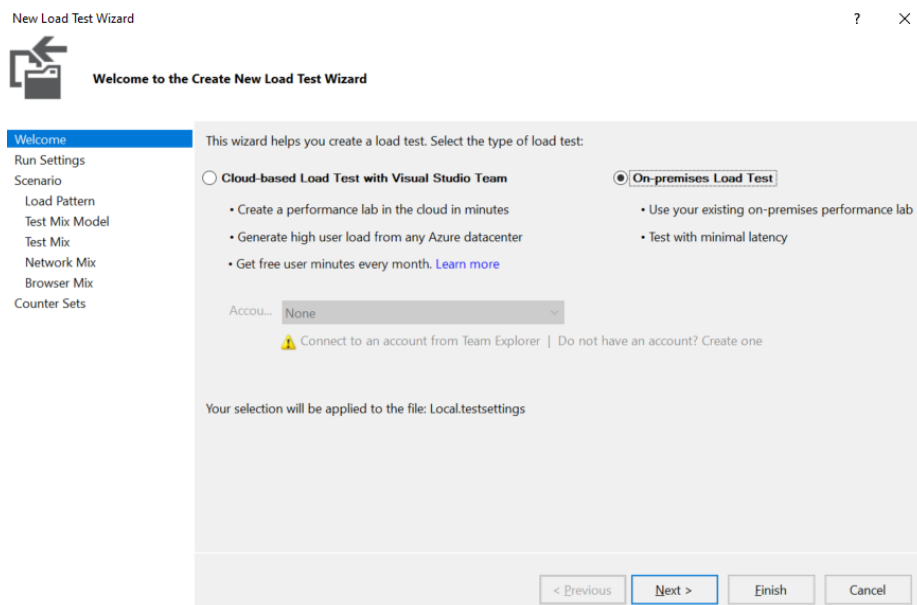 New Load Test Wizard
?
Welcome to the Create New Load Test Wizard
Welcome
Run Settings
Scenario
Load Pattern
Test Mix Model
Test Mix
Network Mix
Browser Mix
Counter Sets
This wizard helps you create a load test. Select the type of load test:
Cloud-based Load Test with Visual Studio Team
• Create a performance lab in the cloud in minutes
• Generate high user load from any Azure datacenter
• Get free user minutes every month. Learn more
On-premises Load Test
• Use your existing on-premises performance lab
• Test with minimal latency
Accou... None
Connect to an account from Team Explorer | Do not have an account? Create one
Your selection will be applied to the file: Local.testsettings
< Previous Next > Finish Cancel